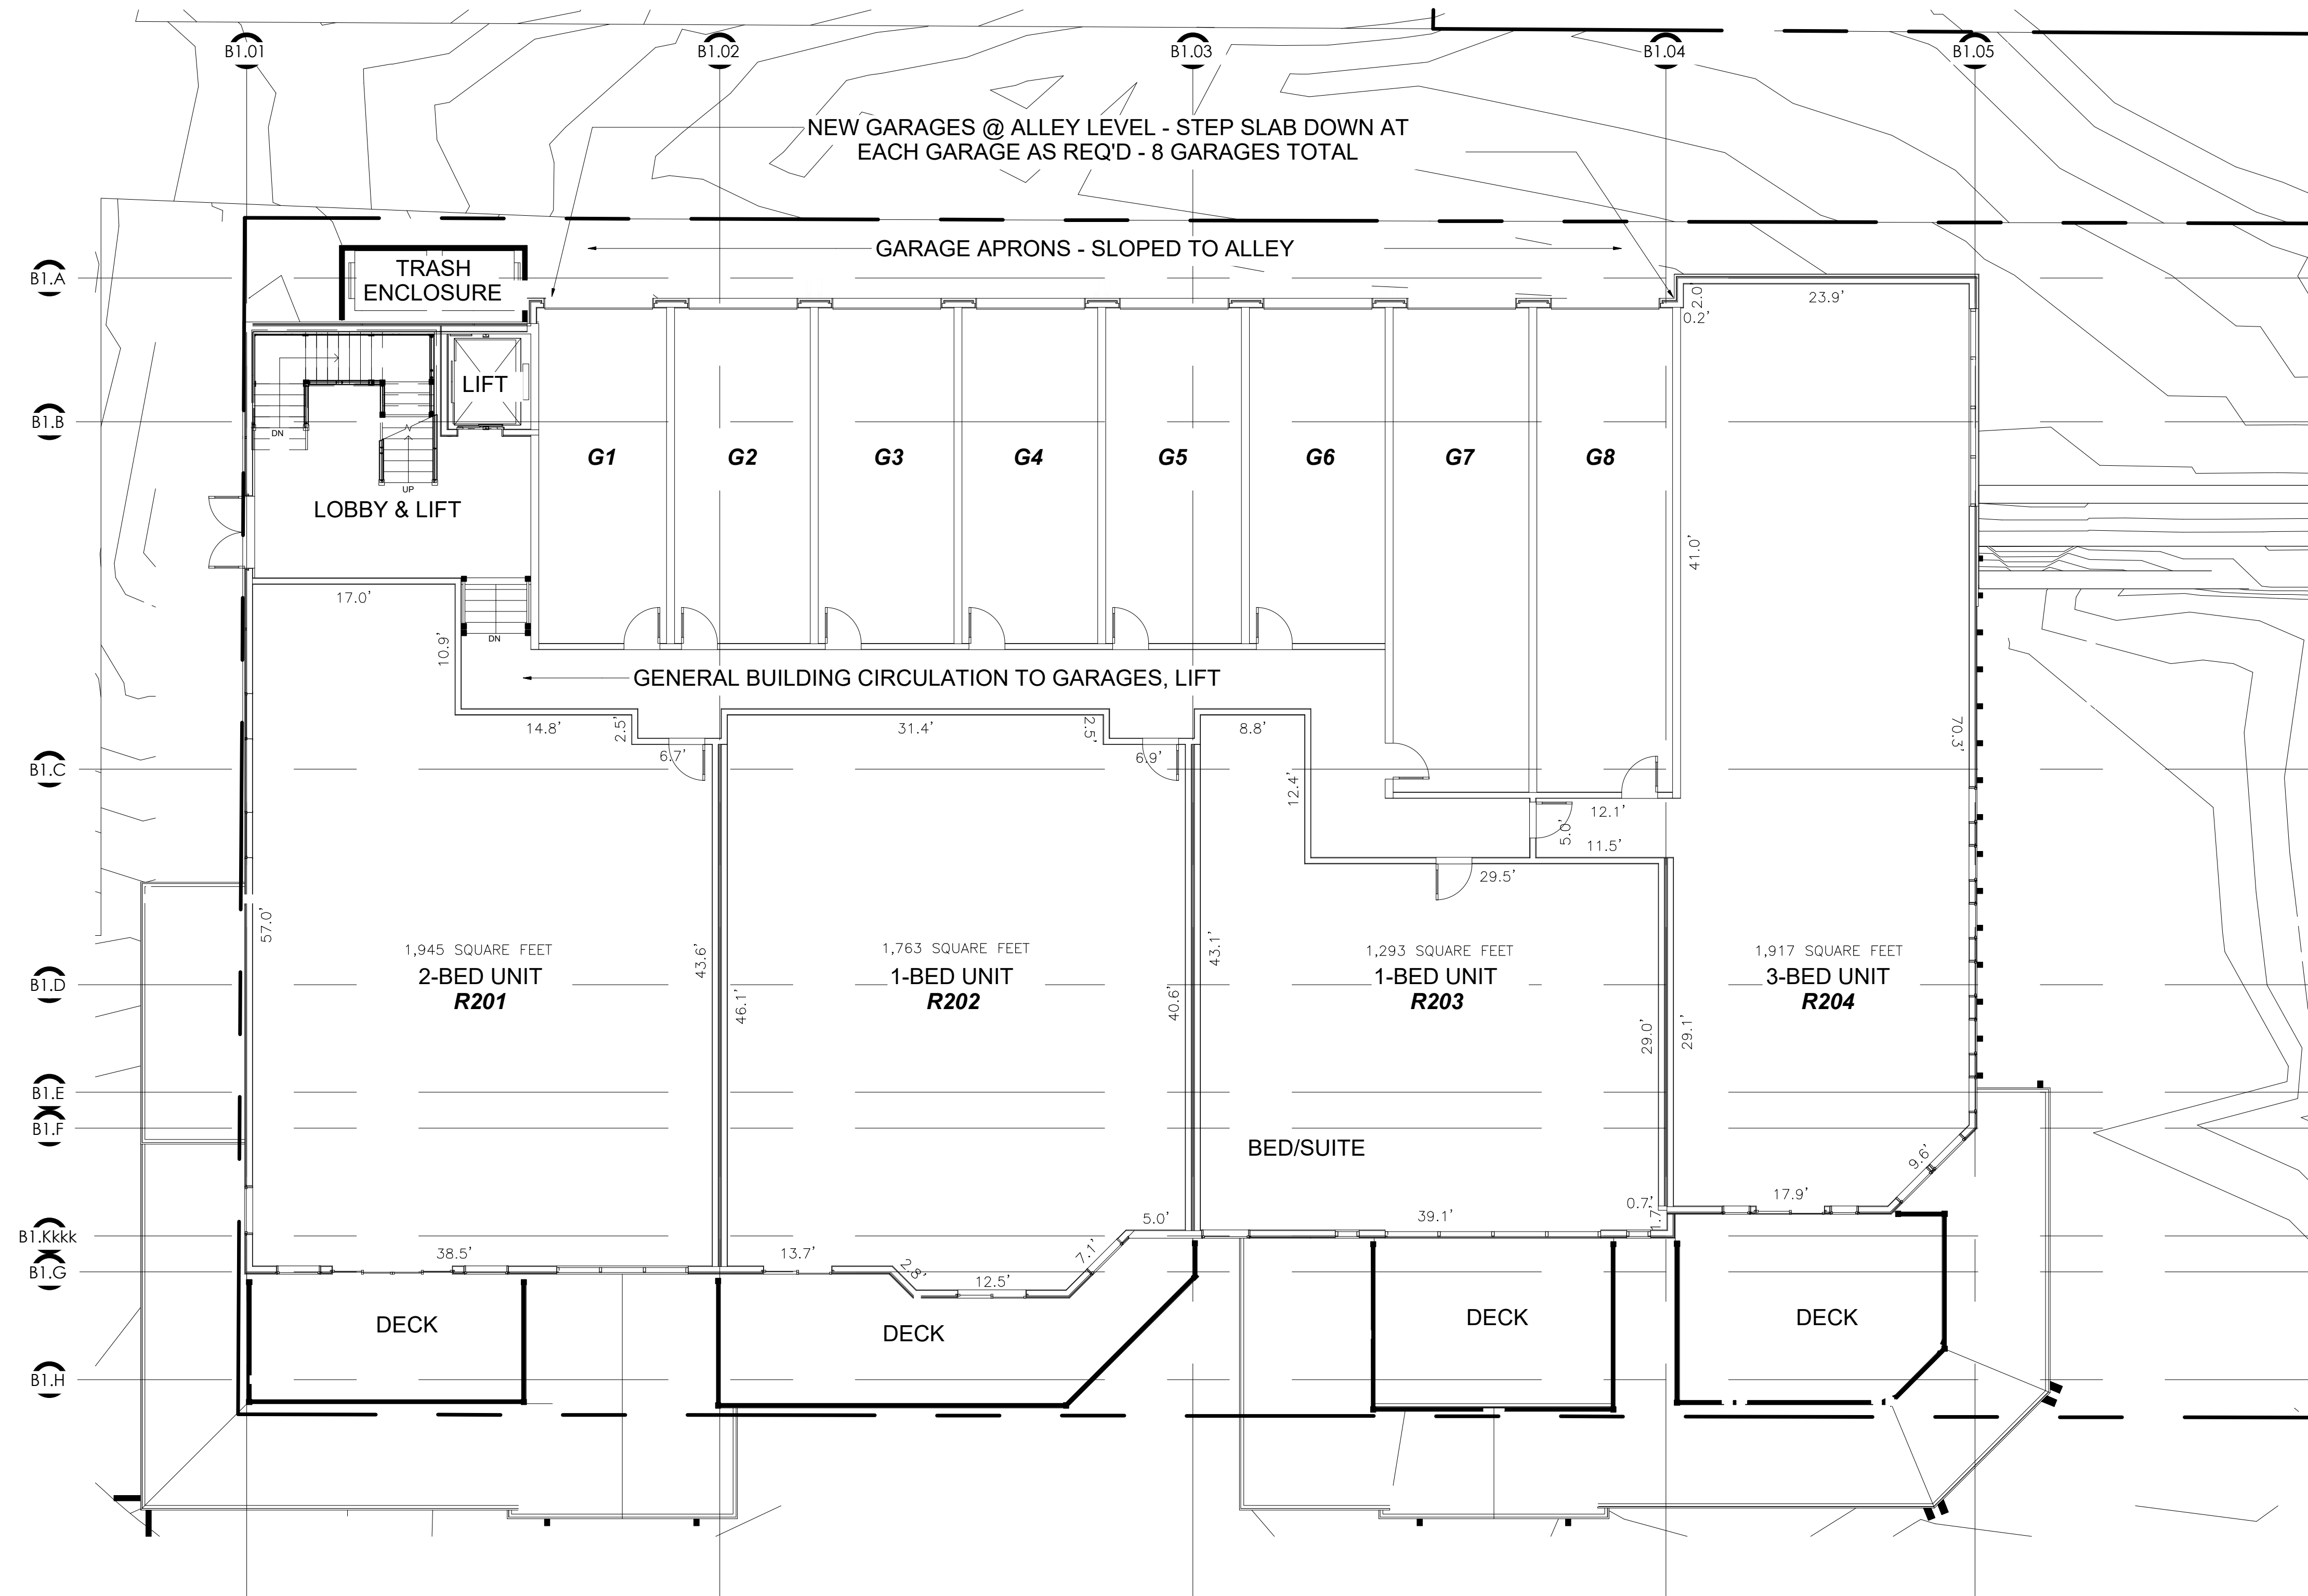 B1.01
B1.02
B1.03
B1.04
B1.05
NEW GARAGES @ ALLEY LEVEL - STEP SLAB DOWN AT
EACH GARAGE AS REQ'D - 8 GARAGES TOTAL
GARAGE APRONS - SLOPED TO ALLEY
TRASH
ENCLOSURE
B1.A
2.0'
23.9'
0.2'
LIFT
B1.B
DN
G1
G2
G3
G4
G5
G6
G7
G8
UP
LOBBY & LIFT
41.0'
17.0'
DN
10.9'
GENERAL BUILDING CIRCULATION TO GARAGES, LIFT
14.8'
2.5'
31.4'
2.5'
8.8'
70.3'
6.7'
6.9'
B1.C
12.4'
12.1'
5.0'
11.5'
29.5'
57.0'
43.6'
43.1'
1,945 SQUARE FEET
2-BED UNIT
R201
1,763 SQUARE FEET
1-BED UNIT
R202
1,293 SQUARE FEET
1-BED UNIT
R203
1,917 SQUARE FEET
3-BED UNIT
R204
B1.D
46.1'
40.6'
29.0'
29.1'
B1.E
B1.F
BED/SUITE
9.6'
17.9'
0.7'
1.7'
5.0'
39.1'
B1.Kkkk
38.5'
13.7'
7.1'
2.8'
12.5'
B1.G
DECK
DECK
DECK
DECK
B1.H